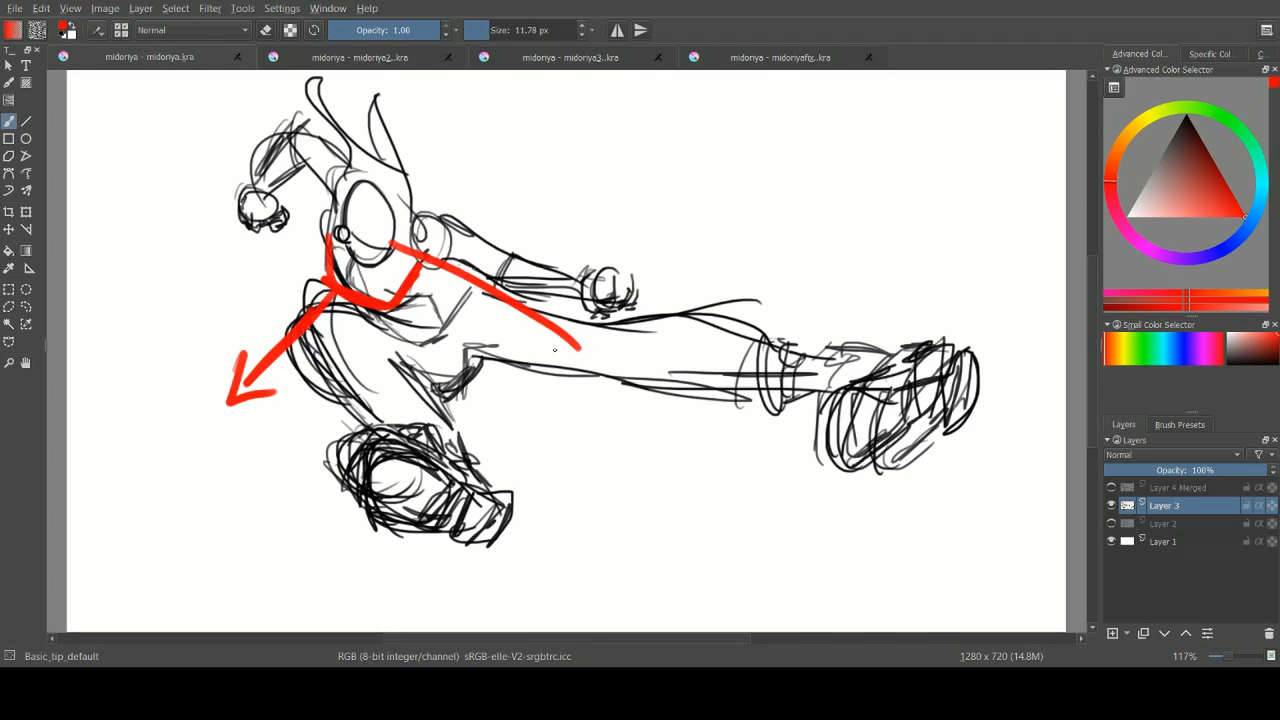 File Edit View Image Layer Select Filter Tools Settings Window Help
Normal Opacity: 1.00 Size: 11.78 px
midoriya - midoriya.kra midoriya - midoriya2..kra midoriya - midoriya3..kra midoriya - midoriyafix..kra
Advanced Col... Specific Col... C
T...
Advanced Color Selector
Small Color Selector
Layers Brush Presets
Layers
Normal
Opacity: 100%
Layer 4 Merged
Layer 3
Layer 2
Layer 1
Basic_tip_default RGB (8-bit integer/channel) sRGB-elle-V2-srgbtrc.icc 1280 x 720 (14.8M) 117%